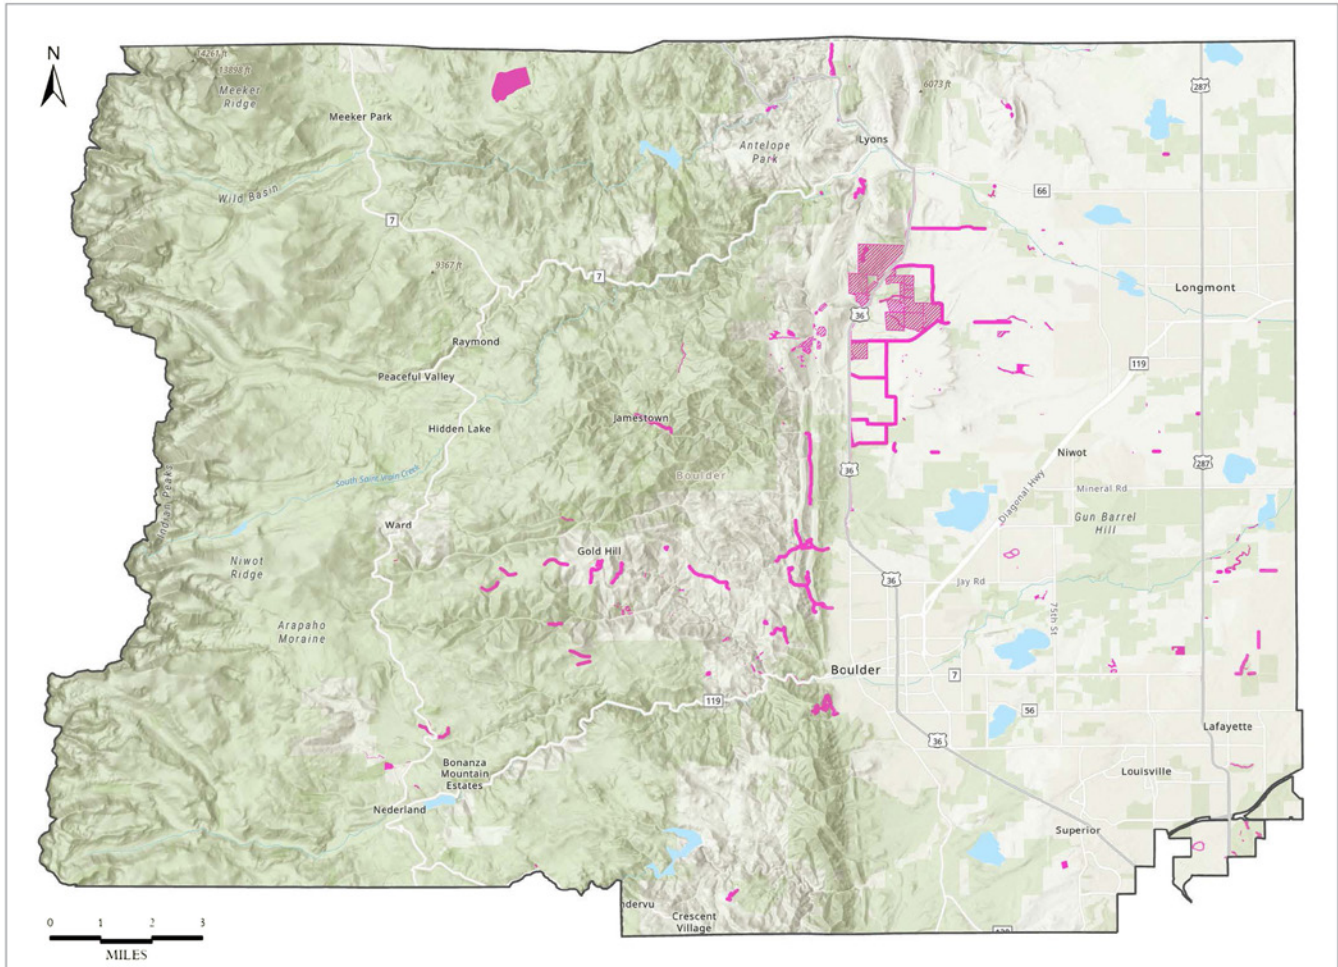 N
14261 ft
13898 ft
Meeker
Ridge
Meeker Park
6073 ft
287
Antelope
Park
Lyons
Wild Basin
66
7
9367 ft
7
Longmont
36
Raymond
119
Peaceful Valley
Jamestown
Hidden Lake
Niwot
36
287
Boulder
South Saint Vrain Creek
Mineral Rd
Diagonal Hwy
Indian Peaks
Gun Barrel
Hill
Ward
Gold Hill
Niwot
Ridge
36
Jay Rd
75th St
Arapaho
Moraine
Boulder
7
119
56
Lafayette
36
Bonanza
Mountain
Estates
Louisville
Nederland
Superior
ndervu
Crescent
Village
0 1 2 3
MILES